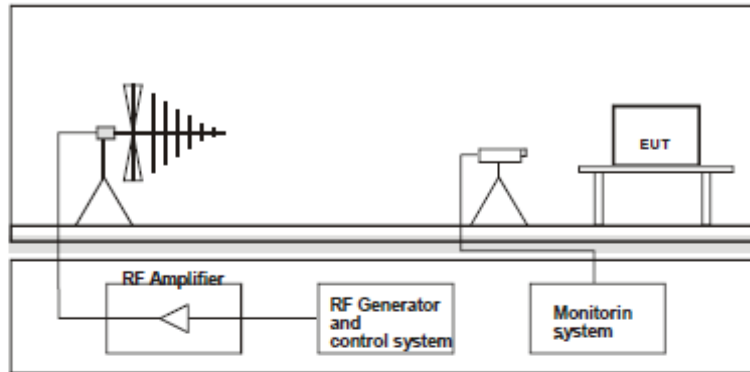 EUT
RF Amplifier
RF Generator
and
control system
Monitorin
system